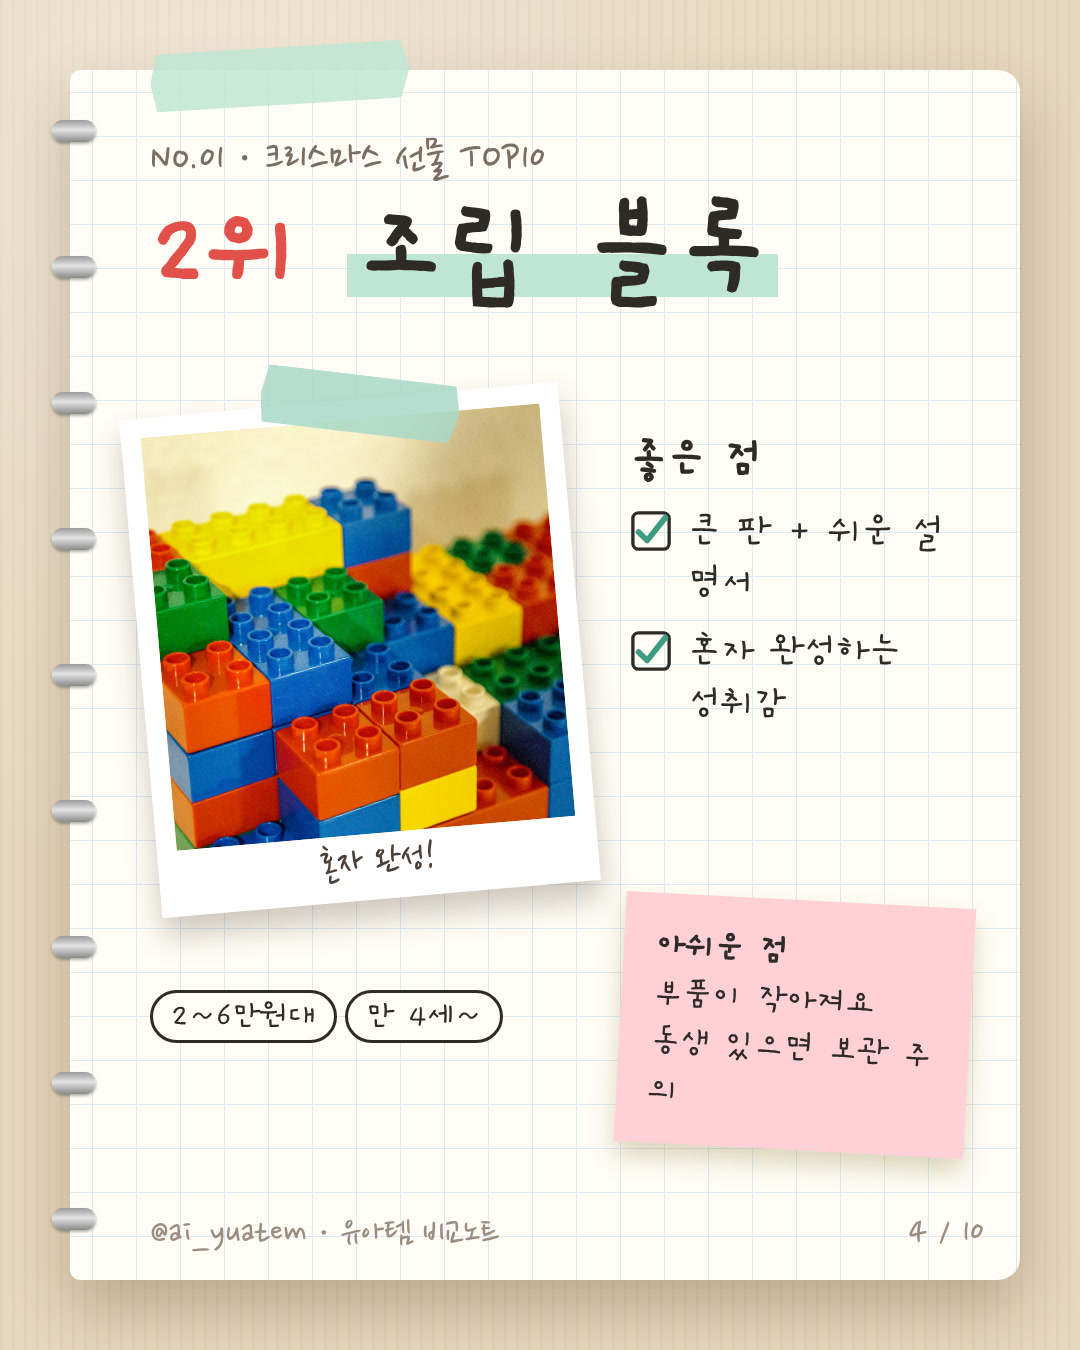 NO.01 · 크리스마스 선물 TOP10
2위 조립 블록
좋은 점
큰 판 + 쉬운 설
명서
혼자 완성하는
성취감
혼자 완성!
아쉬운 점
부품이 작아져요
동생 있으면 보관 주
의
2~6만원대
만 4세~
@ai_yuatem · 유아템 비교노트
4 / 10